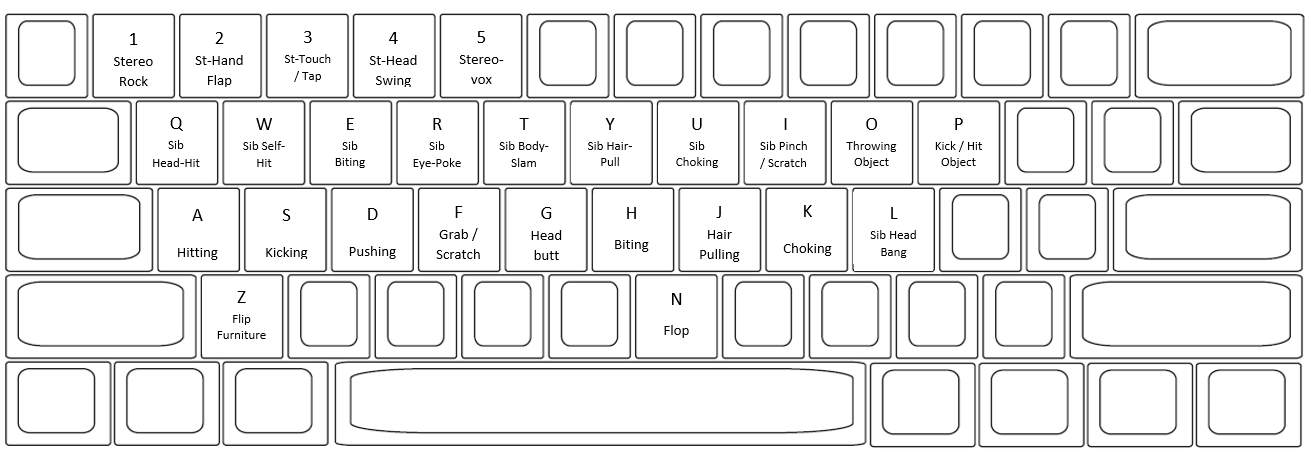 1
Stereo
Rock
2
St-Hand
Flap
3
St-Touch
/ Tap
4
St-Head
Swing
5
Stereo-
vox
Q
Sib
Head-Hit
W
Sib Self-
Hit
E
Sib
Biting
R
Sib
Eye-Poke
T
Sib Body-
Slam
Y
Sib Hair-
Pull
U
Sib
Choking
I
Sib Pinch
/ Scratch
O
Throwing
Object
P
Kick / Hit
Object
A
Hitting
S
Kicking
D
Pushing
F
Grab /
Scratch
G
Head
butt
H
Biting
J
Hair
Pulling
K
Choking
L
Sib Head
Bang
Z
Flip
Furniture
N
Flop